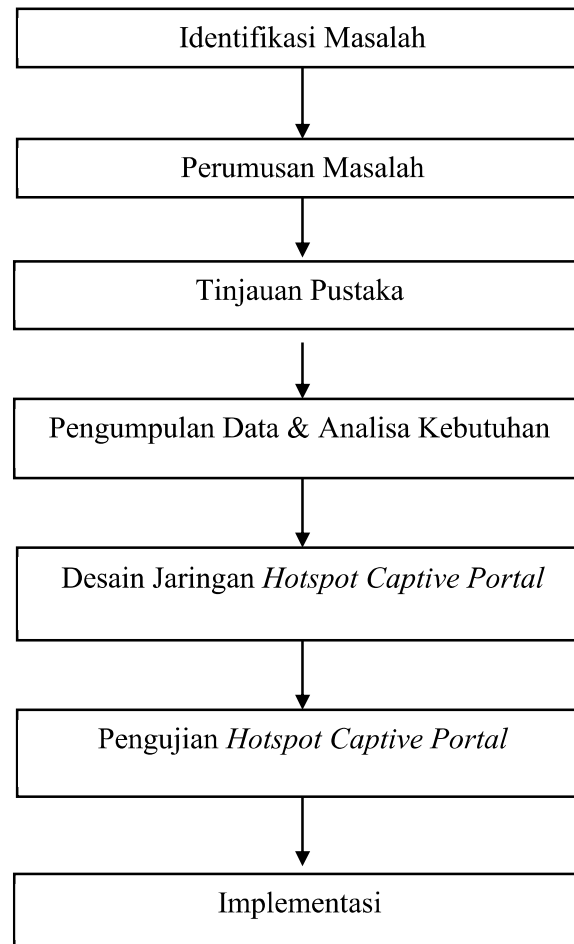 Identifikasi Masalah
Perumusan Masalah
Tinjauan Pustaka
Pengumpulan Data & Analisa Kebutuhan
Desain Jaringan Hotspot Captive Portal
Pengujian Hotspot Captive Portal
Implementasi